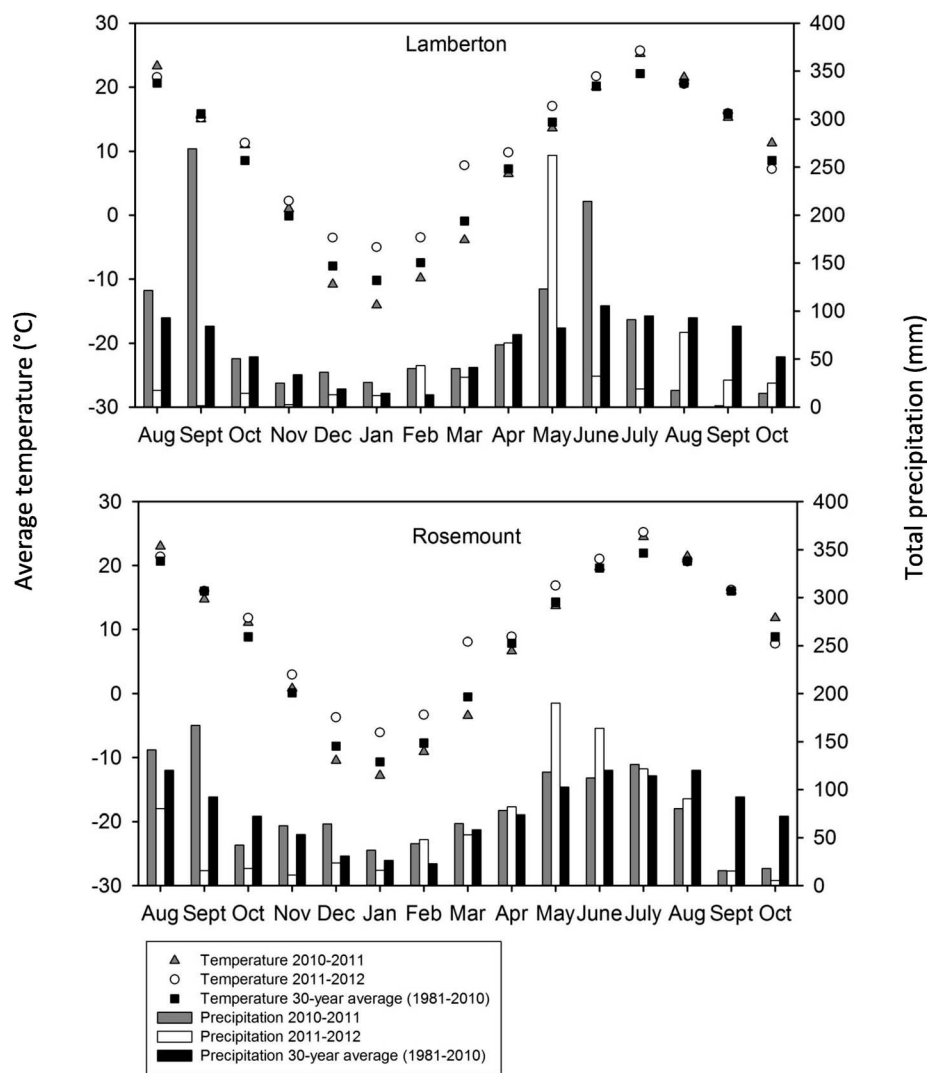 Lamberton
30
20
10
0
-10
-20
-30
400
350
300
250
200
150
100
50
0
Aug Sept Oct Nov Dec Jan Feb Mar Apr May June July Aug Sept Oct
Average temperature (°C)
Total precipitation (mm)
Rosemount
30
20
10
0
-10
-20
-30
400
350
300
250
200
150
100
50
0
Aug Sept Oct Nov Dec Jan Feb Mar Apr May June July Aug Sept Oct
Temperature 2010-2011
Temperature 2011-2012
Temperature 30-year average (1981-2010)
Precipitation 2010-2011
Precipitation 2011-2012
Precipitation 30-year average (1981-2010)